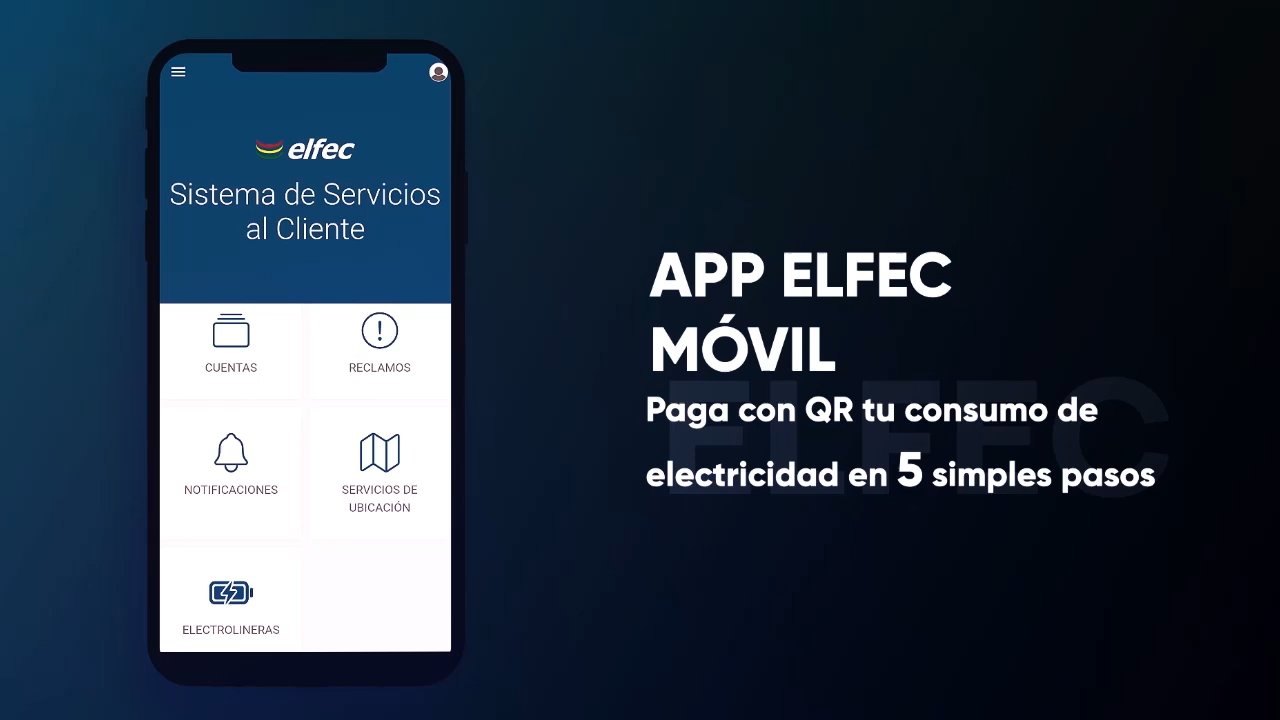 elfec
Sistema de Servicios
al Cliente
CUENTAS
RECLAMOS
NOTIFICACIONES
SERVICIOS DE
UBICACIÓN
ELECTROLINERAS
APP ELFEC
MÓVIL
ELFEC
Paga con QR tu consumo de
electricidad en 5 simples pasos